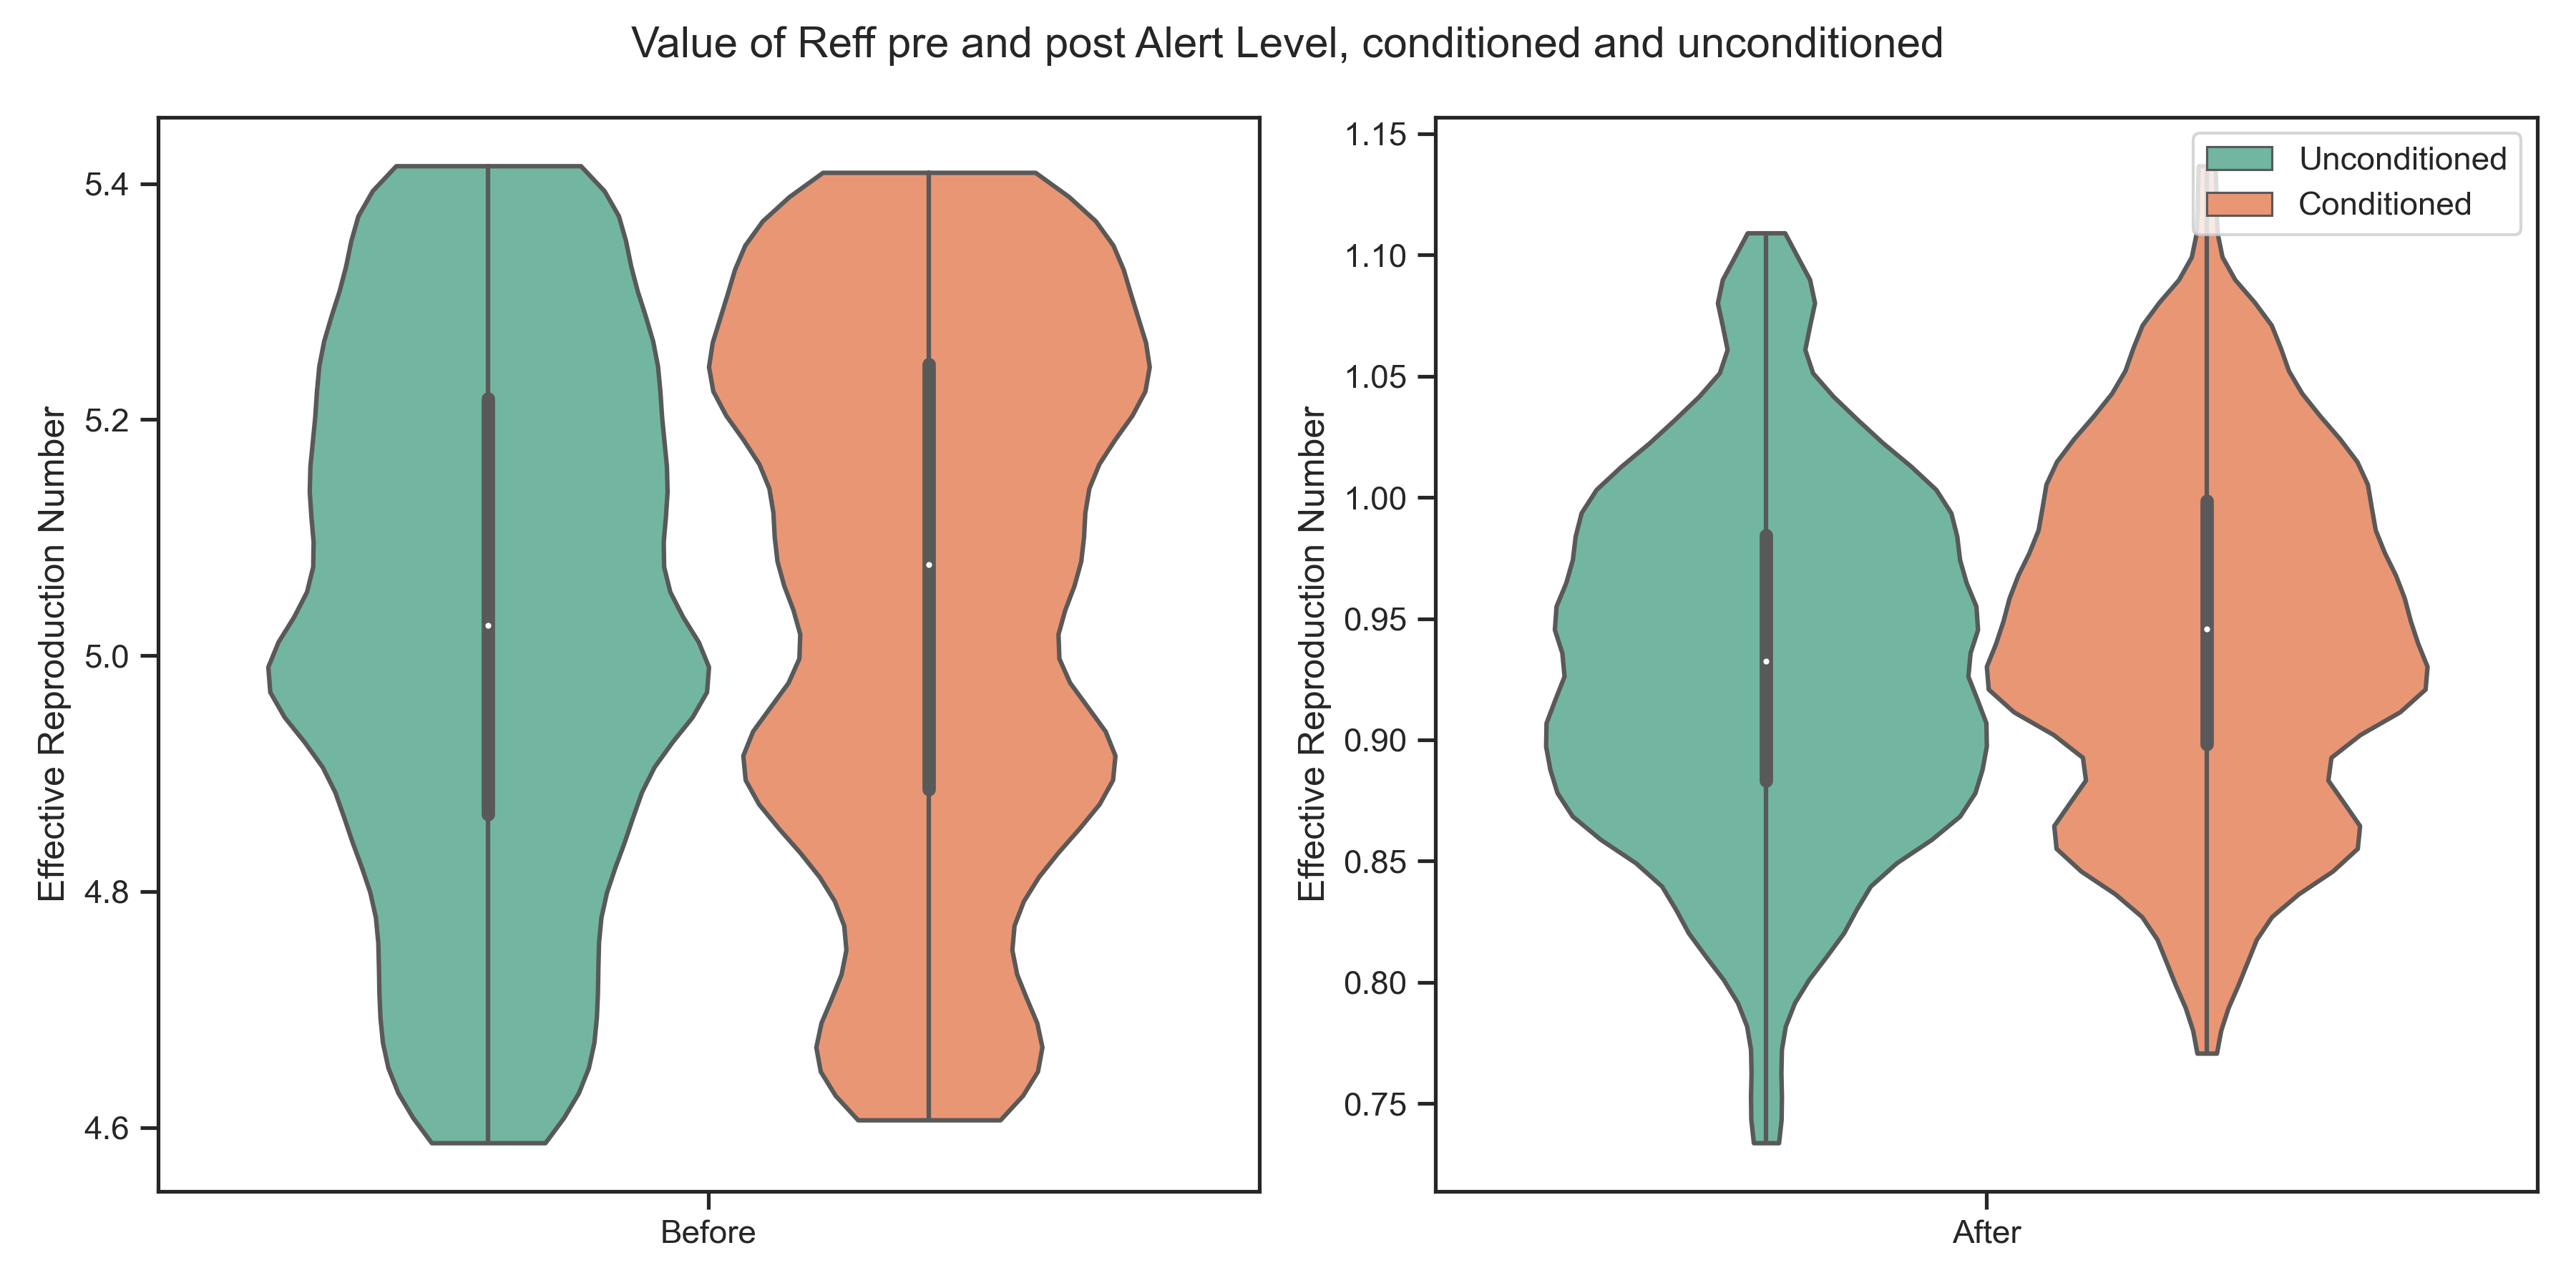 Value of Reff pre and post Alert Level, conditioned and unconditioned
Effective Reproduction Number
5.4
5.2
5.0
4.8
4.6
Before
Effective Reproduction Number
1.15
1.10
1.05
1.00
0.95
0.90
0.85
0.80
0.75
After
Unconditioned
Conditioned